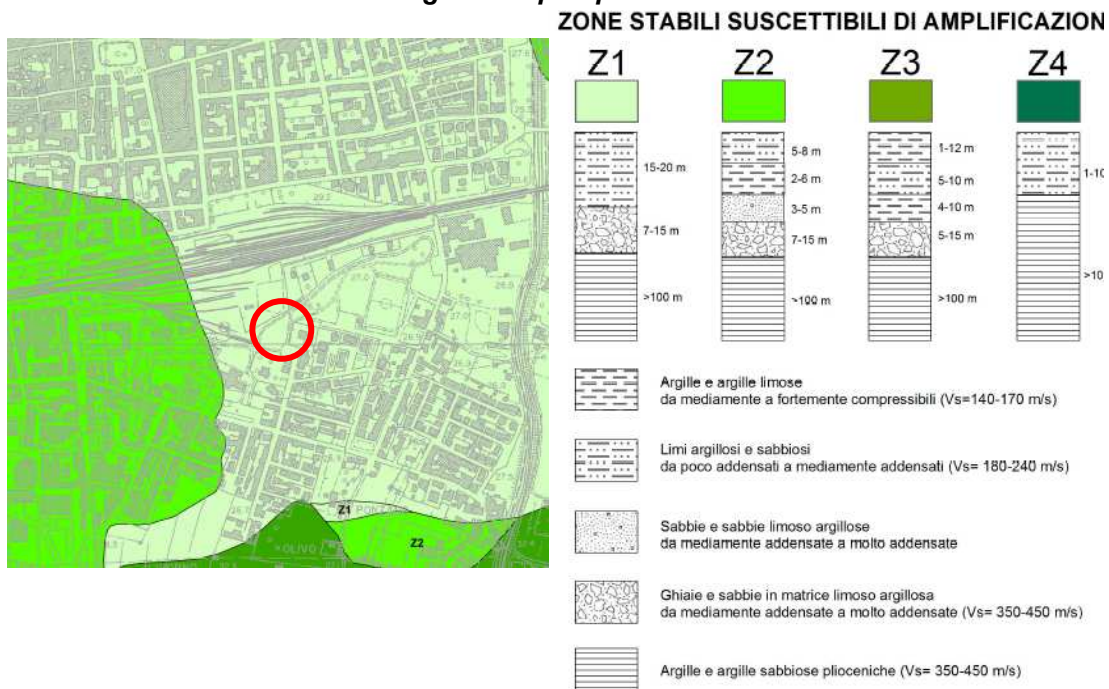 ZONE STABILI SUSCETTIBILI DI AMPLIFICAZION
Z1 Z2 Z3 Z4
15-20 m
7-15 m
>100 m
5-8 m
2-6 m
3-5 m
7-15 m
>100 m
1-12 m
5-10 m
4-10 m
5-15 m
>100 m
1-10
>10
Argille e argille limose
da mediamente a fortemente compressibili (Vs=140-170 m/s)
Limi argillosi e sabbiosi
da poco addensati a mediamente addensati (Vs= 180-240 m/s)
Sabbie e sabbie limoso argillose
da mediamente addensate a molto addensate
Ghiaie e sabbie in matrice limoso argillosa
da mediamente addensate a molto addensate (Vs= 350-450 m/s)
Argille e argille sabbiose plioceniche (Vs= 350-450 m/s)
Z1
Z2
OLIVO